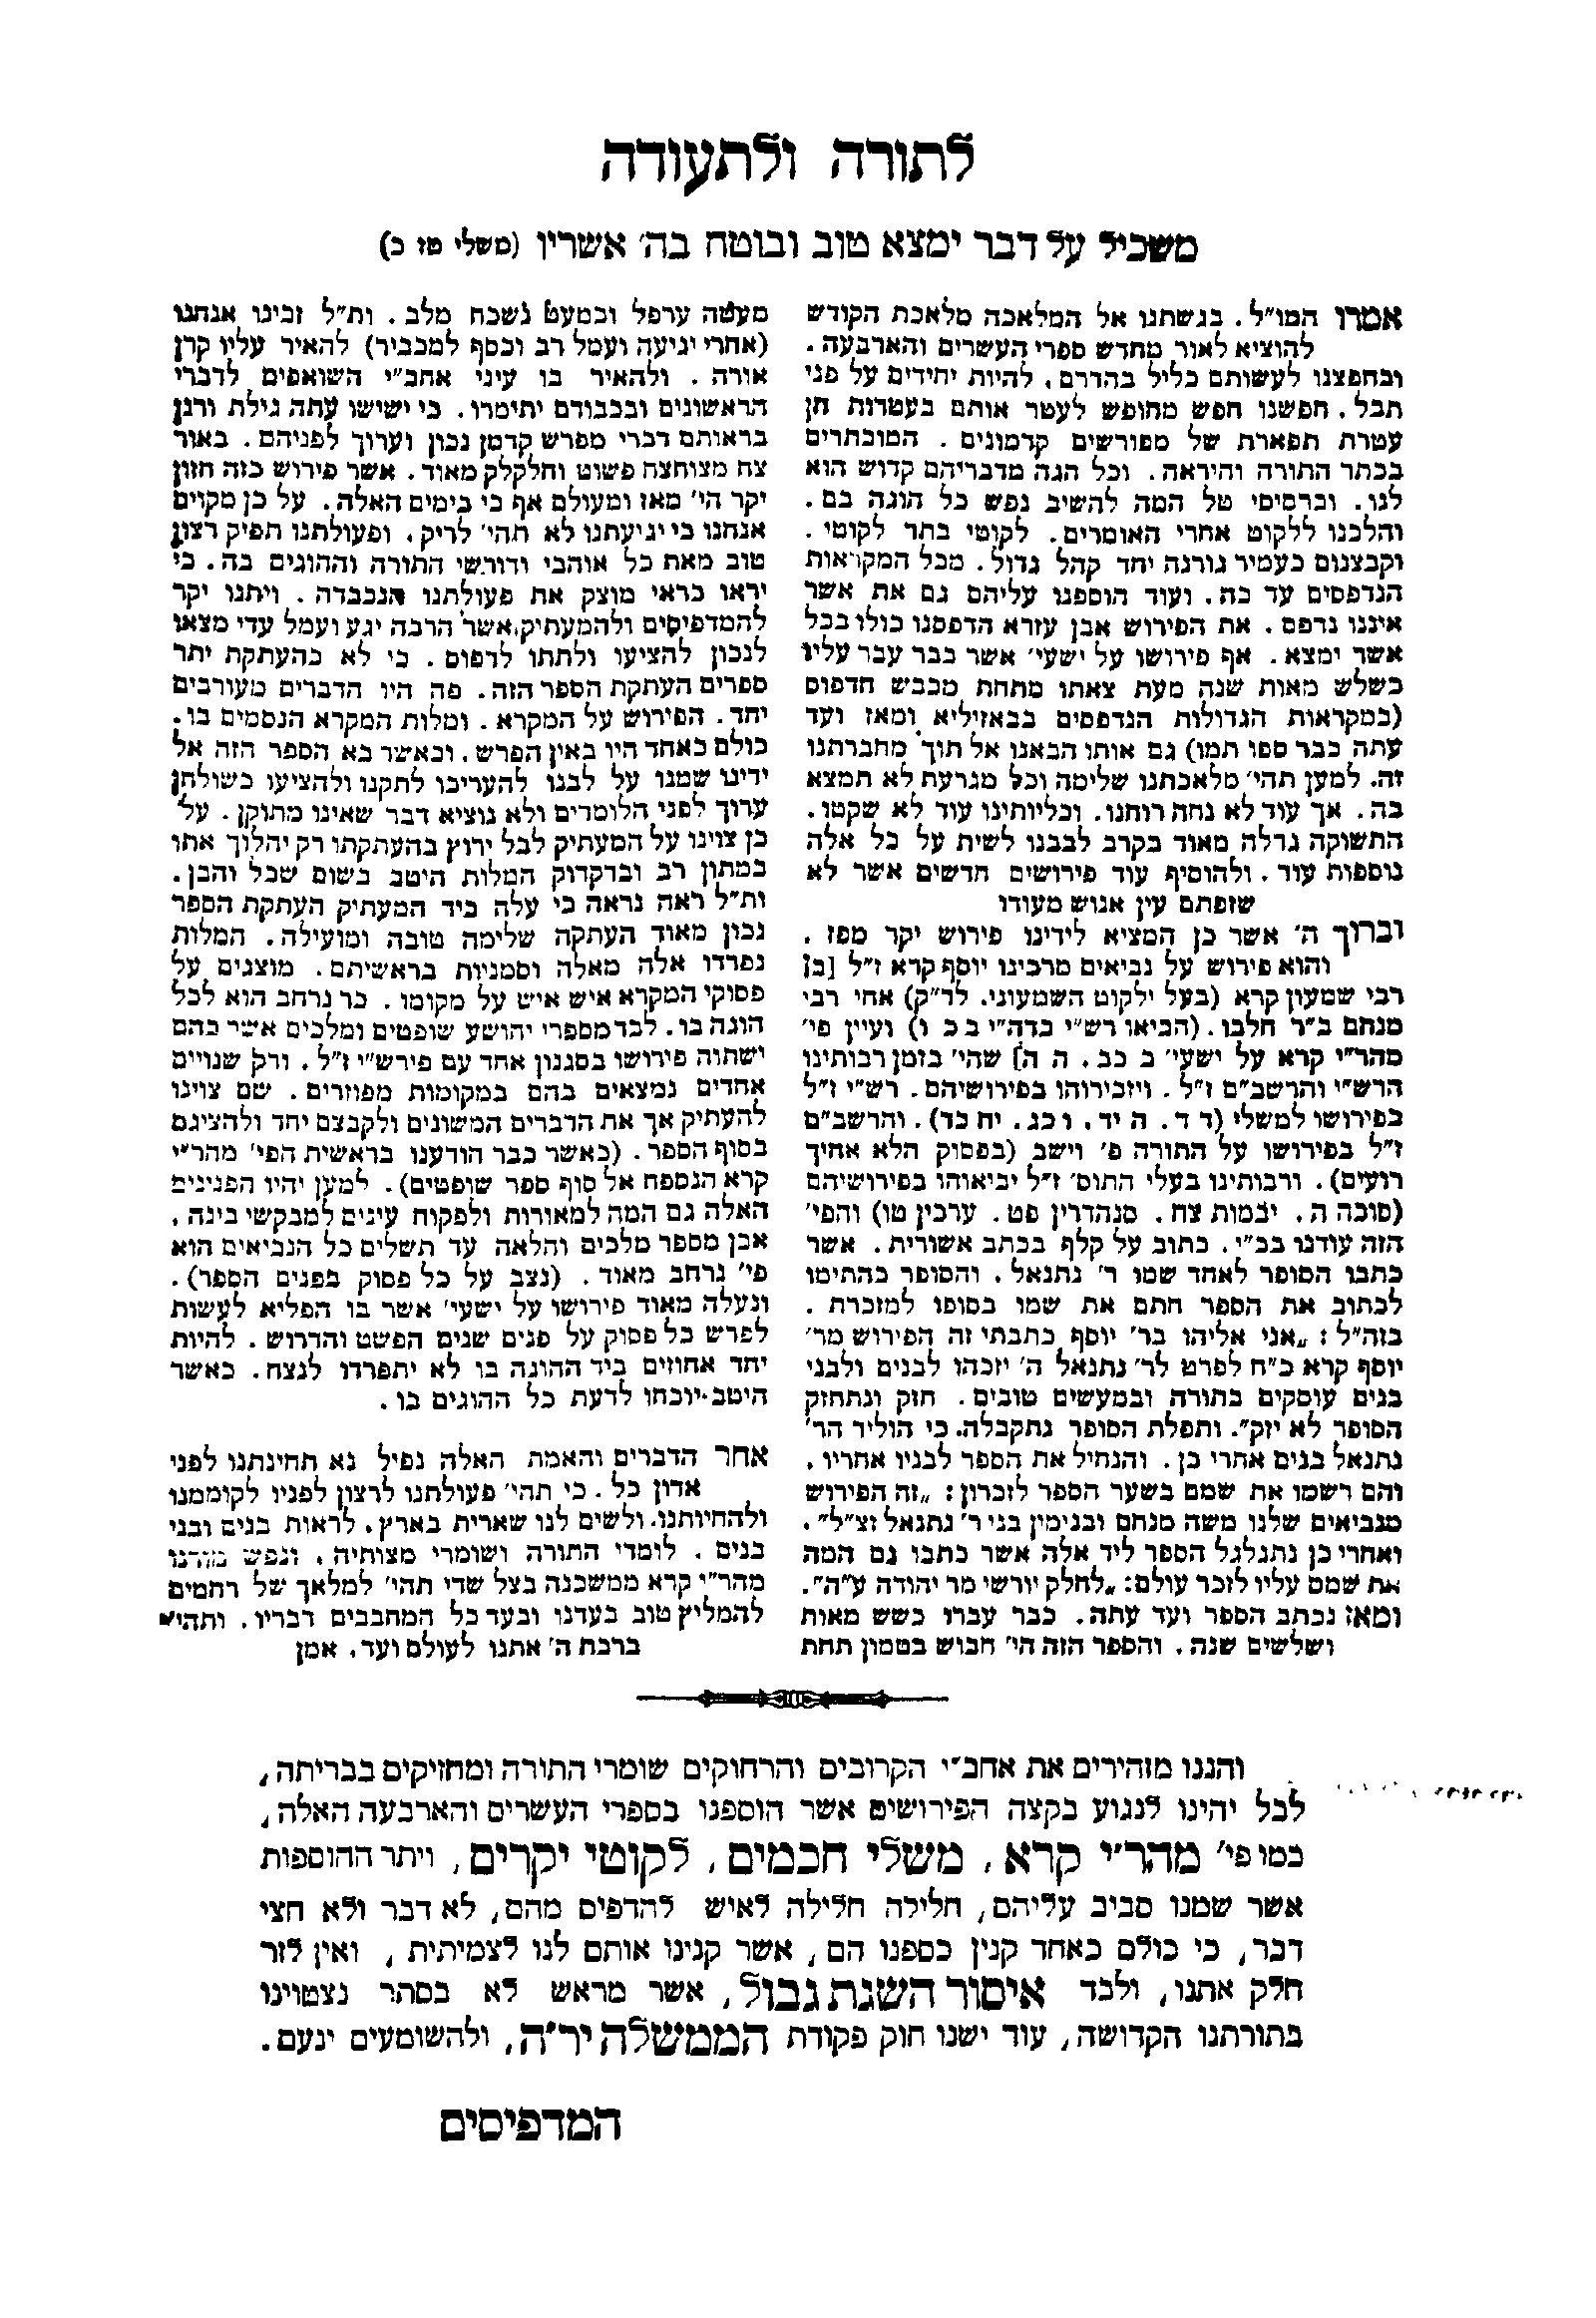 לתורה ולתעודה
משכיל על דבר ימצא טוב ובוטח בה׳ אשריו (משלי טז כ)
אמרו המו״ל. בגשתנו אל המלאכה מלאכת הקודש
להוציא לאור מחדש ספרי העשרים והארבעה.
ובחפצנו לעשותם כליל בהדרם, להיות יחידים על פני
תבל. חפשנו חפש מחופש לעטר אותם בעטרות חן
עטרת תפארת של מפורשים קדמונים. המוכתרים
בכתר התורה והיראה. וכל הגה מדבריהם קדוש הוא
לנו. וכרסיסי טל המה להשיב נפש כל הוגה בם.
והלכנו ללקוט אחרי האומרים. לקוטי בתר לקוטי.
וקבצנום כעמיר גורנה יחד קהל גדול. מכל המקראות
הנדפסים עד כה. ועוד הוספנו עליהם גם את אשר
איננו נדפס. את הפירוש אבן עזרא הדפסנו כולו בכל
אשר ימצא. אף פירושו על ישעי׳ אשר כבר עבר עליו
כשלש מאות שנה מעת צאתו מתחת מכבש הדפוס
(במקראות הגדולות הנדפסים בבאזיליא ומאז ועד
עתה כבר ספו תמו) גם אותו הבאנו אל תוך מחברתנו
זה. למען תהי׳ מלאכתנו שלימה וכל מגרעת לא תמצא
בה. אך עוד לא נחה רוחנו. וכליותינו עוד לא שקטו.
התשוקה גדלה מאוד בקרב לבבנו לשית על כל אלה
נוספות עוד. ולהוסיף עוד פירושים חדשים אשר לא
שזפתם עין אנוש מעודו
וברוך ה׳ אשר כן המציא לידינו פירוש יקר מפז.
והוא פירוש על נביאים מרבינו יוסף קרא ז״ל [בן
רבי שמעון קרא (בעל ילקוט השמעוני. לד״ק) אחי רבי
מנחם ב״ר חלבו. (הביאו רש״י בדה״י ב כ ו) ועיין פי׳
מהר״י קרא על ישעי׳ ב כב. ה ה] שהי׳ בזמן רבותינו
הרש״י והרשב״ם ז״ל. ויזכירוהו בפירושיהם. רש״י ז״ל
בפירושו למשלי (ד ד. ה יד. ו כג. יח כד). והרשב״ם
ז״ל בפירושו על התורה פ׳ וישב (בפסוק הלא אחיך
רועים). ורבותינו בעלי התוס׳ ז״ל יביאוהו בפירושיהם
(סוכה ה. יבמות צח. סנהדרין פט. ערכין טו) והפי׳
הזה עודנו בכ״י. כתוב על קלף בכתב אשורית. אשר
כתבו הסופר לאחד שמו ר׳ נתנאל. והסופר בהתימו
לכתוב את הספר חתם את שמו בסופו למזכרת.
בזה״ל: „אני אליהו בר׳ יוסף כתבתי זה הפירוש מר׳
יוסף קרא כ״ח לפרט לר׳ נתנאל ה׳ יזכהו לבנים ולבני
בנים עוסקים בתורה ובמעשים טובים. חזק ונתחזק
הסופר לא יזק״. ותפלת הסופר נתקבלה. כי הוליד הר׳
נתנאל בנים אחרי כן. והנחיל את הספר לבניו אחריו.
והם רשמו את שמם בשער הספר לזכרון: „זה הפירוש
מנביאים שלנו משה מנחם ובנימין בני ר׳ נתנאל זצ״ל״.
ואחרי כן נתגלגל הספר ליד אלה אשר כתבו גם המה
את שמם עליו לזכר עולם: „לחלק יורשי מר יהודה ע״ה״.
ומאז נכתב הספר ועד עתה. כבר עברו כשש מאות
ושלשים שנה. והספר הזה הי׳ חבוש בטמון תחת
מעטה ערפל וכמעט נשכח מלב. ות״ל זכינו אנחנו
(אחרי יגיעה ועמל רב וכסף למכביר) להאיר עליו קרן
אורה. ולהאיר בו עיני אחב״י השואפים לדברי
הראשונים ובכבודם יתימרו. כי ישישו עתה גילת ורנן
בראותם דברי מפרש קדמן נכון וערוך לפניהם. באור
צח מצוחצח פשוט וחלקלק מאוד. אשר פירוש כזה חזון
יקר הי׳ מאז ומעולם אף כי בימים האלה. על כן מקוים
אנחנו כי יגיעתנו לא תהי׳ לריק. ופעולתנו תפיק רצון
טוב מאת כל אוהבי ודורשי התורה וההוגים בה. כי
יראו כראי מוצק את פעולתנו הנכבדה. ויתנו יקר
להמדפיסים ולהמעתיק. אשר הרבה יגע ועמל עדי מצאו
לנכון להציעו ולתתו לדפוס. כי לא כהעתקת יתר
ספרים העתקת הספר הזה. פה היו הדברים מעורבים
יחד. הפירוש על המקרא. ומלות המקרא הנסמים בו.
כולם כאחד היו באין הפרש. וכאשר בא הספר הזה אל
ידינו שמנו על לבנו להעריכו לתקנו ולהציעו כשולחן
ערוך לפני הלומדים ולא נוציא דבר שאינו מתוקן. על
כן צוינו על המעתיק לבל ירוץ בהעתקתו רק יהלוך אתו
במתון רב ובדקדוק המלות היטב בשום שכל והבן.
ות״ל ראה נראה כי עלה ביד המעתיק העתקת הספר
נכון מאוד העתקה שלימה טובה ומועילה. המלות
נפרדו אלה מאלה וסמניות בראשיתם. מוצגים על
פסוקי המקרא איש איש על מקומו. כר נרחב הוא לכל
הוגה בו. לבד מספרי יהושע שופטים ומלכים אשר בהם
ישתוה פירושו בסגנון אחד עם פירש״י ז״ל. ורק שנויים
אחדים נמצאים בהם במקומות מפוזרים. שם צוינו
להעתיק אך את הדברים המשונים ולקבצם יחד ולהציגם
בסוף הספר. (כאשר כבר הודענו בראשית הפי׳ מהר״י
קרא הנספח אל סוף ספר שופטים). למען יהיו הפנינים
האלה גם המה למאורות ולפקוח עינים למבקשי בינה.
אכן מספר מלכים והלאה עד תשלים כל הנביאים הוא
פי׳ נרחב מאוד. (נצב על כל פסוק בפנים הספר).
ונעלה מאוד פירושו על ישעי׳ אשר בו הפליא לעשות
לפרש כל פסוק על פנים שנים הפשט והדרוש. להיות
יחד אחוזים ביד ההוגה בו לא יתפרדו לנצח. כאשר
היטב יוכחו לדעת כל ההוגים בו.
אחר הדברים והאמת האלה נפיל נא תחינתנו לפני
אדון כל. כי תהי׳ פעולתנו לרצון לפניו לקוממנו
ולהחיותנו. ולשים לנו שארית בארץ. לראות בנים ובני
בנים. לומדי התורה ושומרי מצותיה. ונפש
מהר״י קרא ממשכנה בצל שדי תהי׳ למלאך של רחמים
להמליץ טוב בעדנו ובעד כל המחבבים דבריו. ותהי׳
ברכת ה׳ אתנו לעולם ועד. אמן
והננו מזהירים את אחב״י הקרובים והרחוקים שומרי התורה ומחזיקים בבריתה,
לבל יהינו לנגוע בקצה הפירושים אשר הוספנו בספרי העשרים והארבעה האלה,
כמו פי׳ מהר״י קרא, משלי חכמים, לקוטי יקרים, ויתר ההוספות
אשר שמנו סביב עליהם, חלילה חלילה לאיש להדפיס מהם, לא דבר ולא חצי
דבר, כי כולם כאחד קנין כספנו הם, אשר קנינו אותם לנו לצמיתית, ואין לזר
חלק אתנו, ולבד איסור השגת גבול, אשר מראש לא בסתר נצטוינו
בתורתנו הקדושה, עוד ישנו חוק פקודת הממשלה יר״ה, ולהשומעים ינעם.
המדפיסים